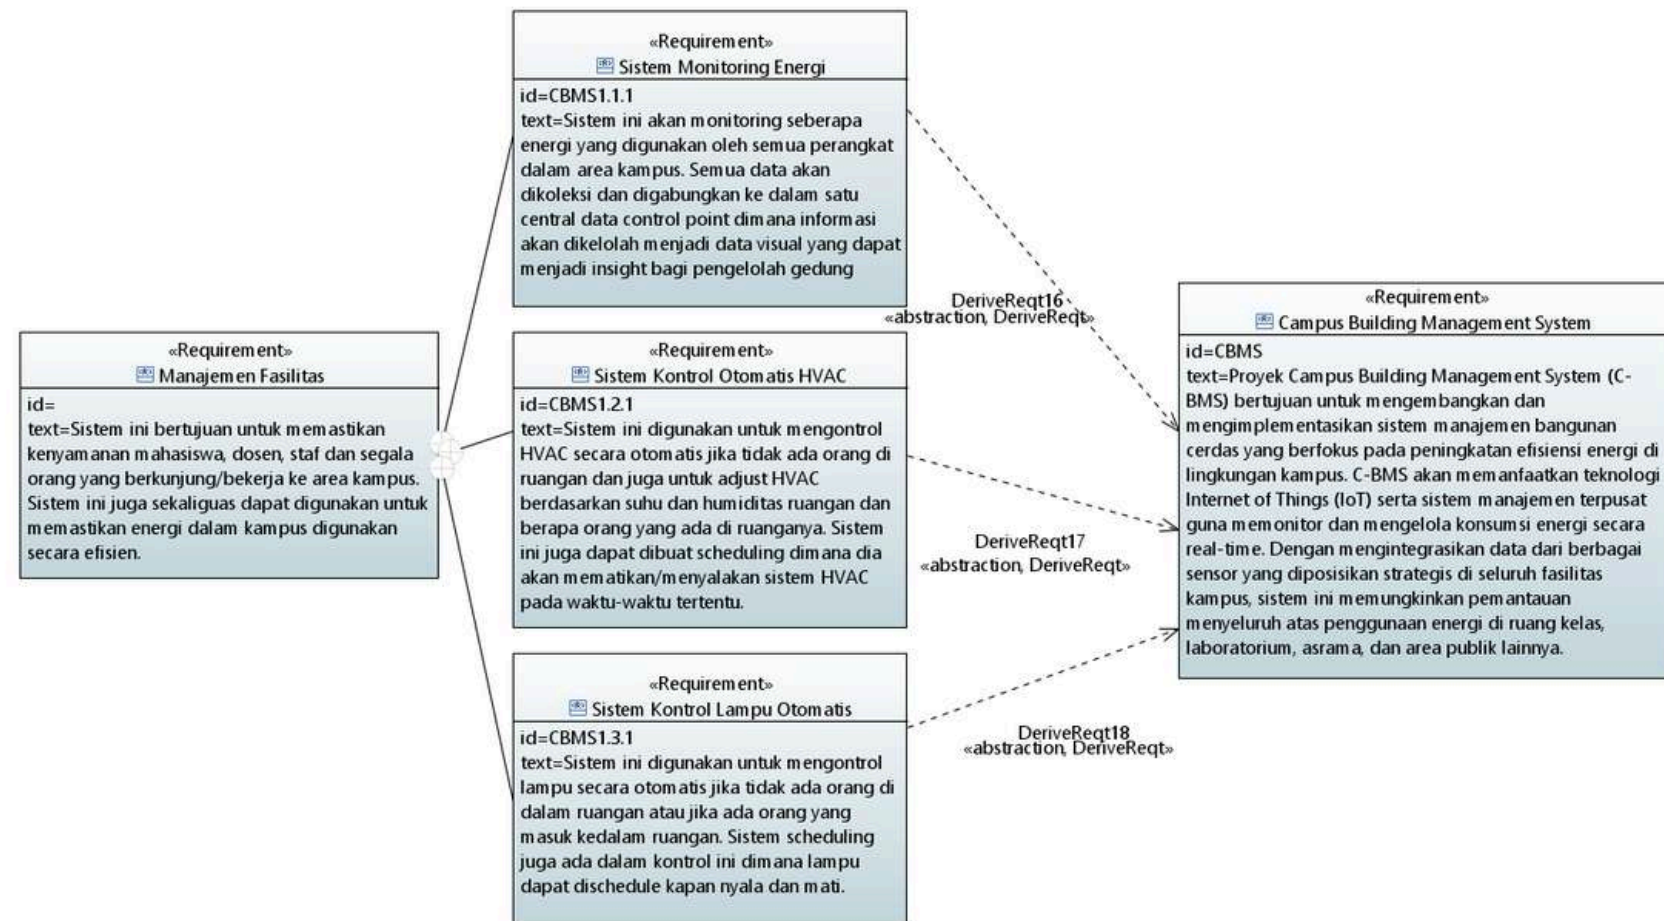 «Requirement»
Manajemen Fasilitas
id=
text=Sistem ini bertujuan untuk memastikan
kenyamanan mahasiswa, dosen, staf dan segala
orang yang berkunjung/bekerja ke area kampus.
Sistem ini juga sekaliguas dapat digunakan untuk
memastikan energi dalam kampus digunakan
secara efisien.
«Requirement»
Sistem Monitoring Energi
id=CBMS1.1.1
text=Sistem ini akan monitoring seberapa
energi yang digunakan oleh semua perangkat
dalam area kampus. Semua data akan
dikoleksi dan digabungkan ke dalam satu
central data control point dimana informasi
akan dikelolah menjadi data visual yang dapat
menjadi insight bagi pengelolah gedung
«Requirement»
Sistem Kontrol Otomatis HVAC
id=CBMS1.2.1
text=Sistem ini digunakan untuk mengontrol
HVAC secara otomatis jika tidak ada orang di
ruangan dan juga untuk adjust HVAC
berdasarkan suhu dan humiditas ruangan dan
berapa orang yang ada di ruanganya. Sistem
ini juga dapat dibuat scheduling dimana dia
akan mematikan/menyalakan sistem HVAC
pada waktu-waktu tertentu.
«Requirement»
Sistem Kontrol Lampu Otomatis
id=CBMS1.3.1
text=Sistem ini digunakan untuk mengontrol
lampu secara otomatis jika tidak ada orang di
dalam ruangan atau jika ada orang yang
masuk kedalam ruangan. Sistem scheduling
juga ada dalam kontrol ini dimana lampu
dapat dischedule kapan nyala dan mati.
DeriveReqt16
«abstraction, DeriveReqt»
DeriveReqt17
«abstraction, DeriveReqt»
DeriveReqt18
«abstraction, DeriveReqt»
«Requirement»
Campus Building Management System
id=CBMS
text=Proyek Campus Building Management System (C-
BMS) bertujuan untuk mengembangkan dan
mengimplementasikan sistem manajemen bangunan
cerdas yang berfokus pada peningkatan efisiensi energi di
lingkungan kampus. C-BMS akan memanfaatkan teknologi
Internet of Things (IoT) serta sistem manajemen terpusat
guna memonitor dan mengelola konsumsi energi secara
real-time. Dengan mengintegrasikan data dari berbagai
sensor yang diposisikan strategis di seluruh fasilitas
kampus, sistem ini memungkinkan pemantauan
menyeluruh atas penggunaan energi di ruang kelas,
laboratorium, asrama, dan area publik lainnya.